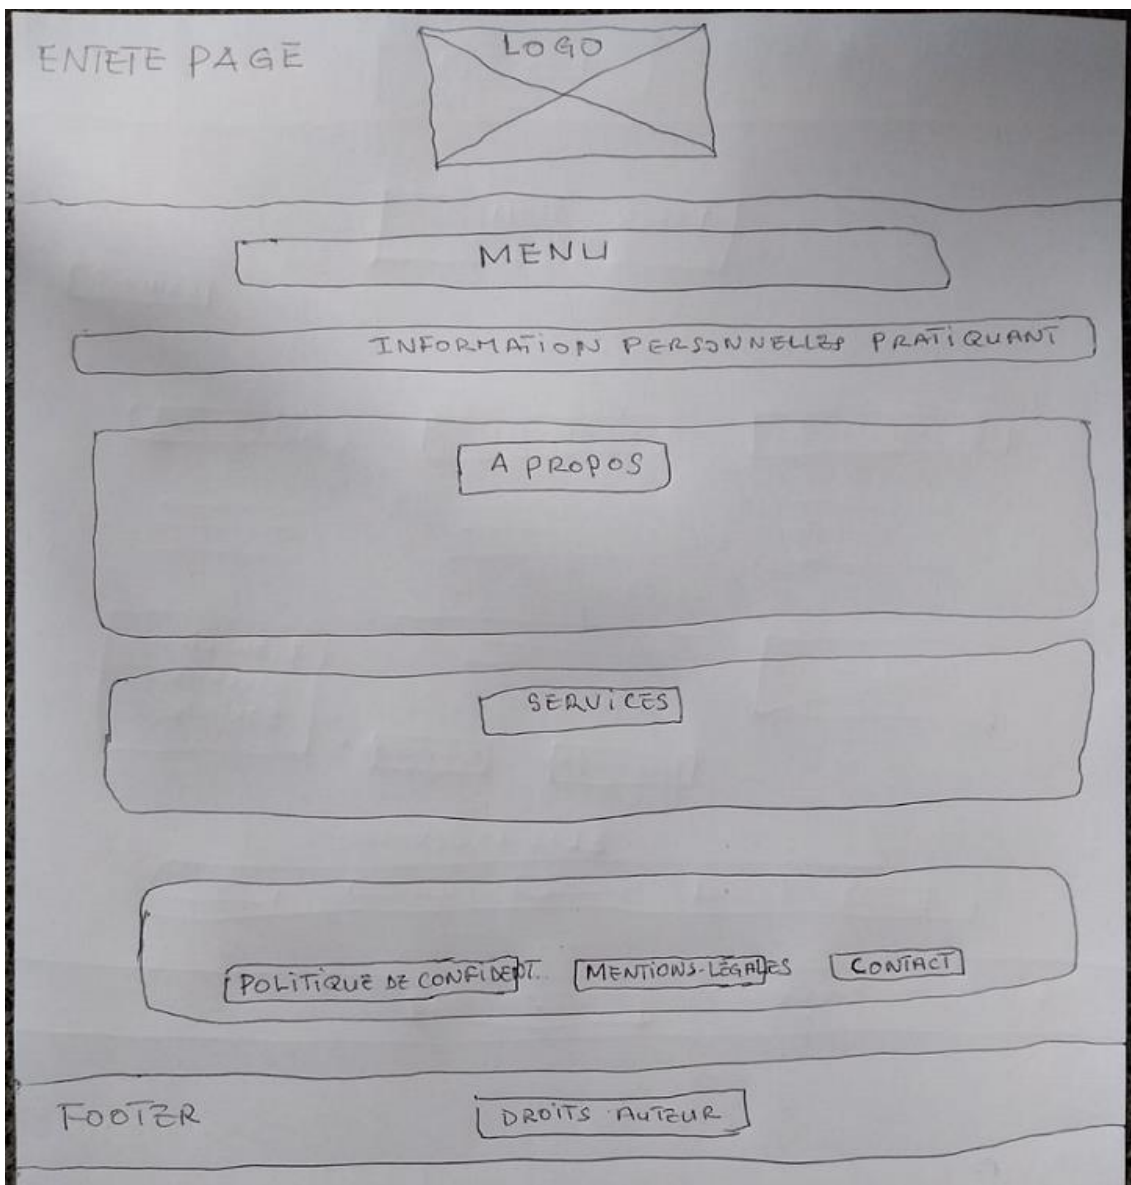 ENTETE PAGE
LOGO
MENU
INFORMATION PERSONNELLES PRATIQUANT
A PROPOS
SERVICES
POLITIQUE DE CONFIDENT..
MENTIONS-LÉGALES
CONTACT
FOOTER
DROITS AUTEUR